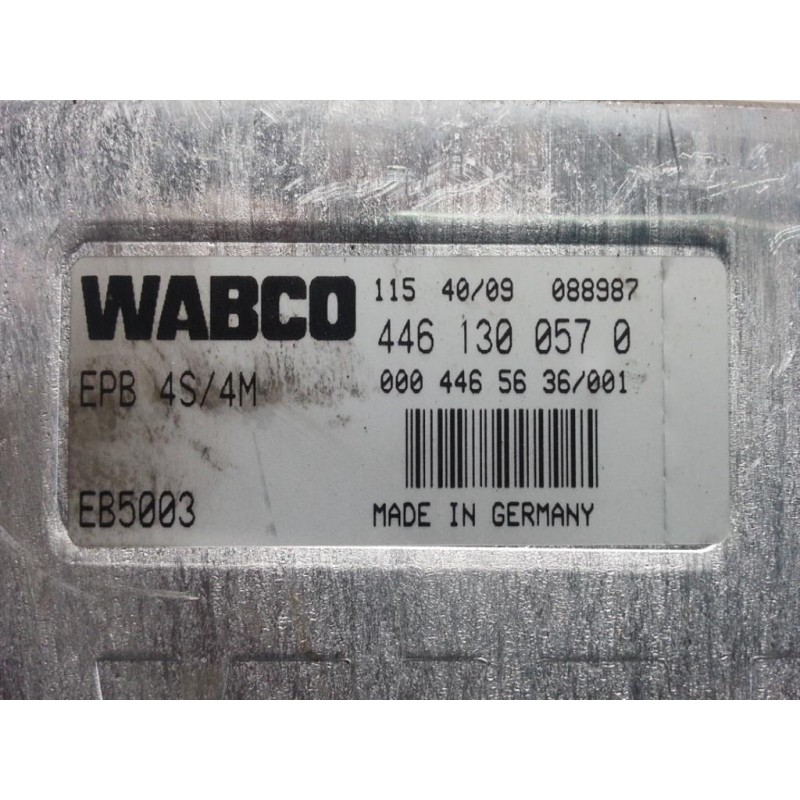 WABCO
115 40/09 088987
446 130 057 0
EPB 4S/4M
000 446 56 36/001
EB5003
MADE IN GERMANY